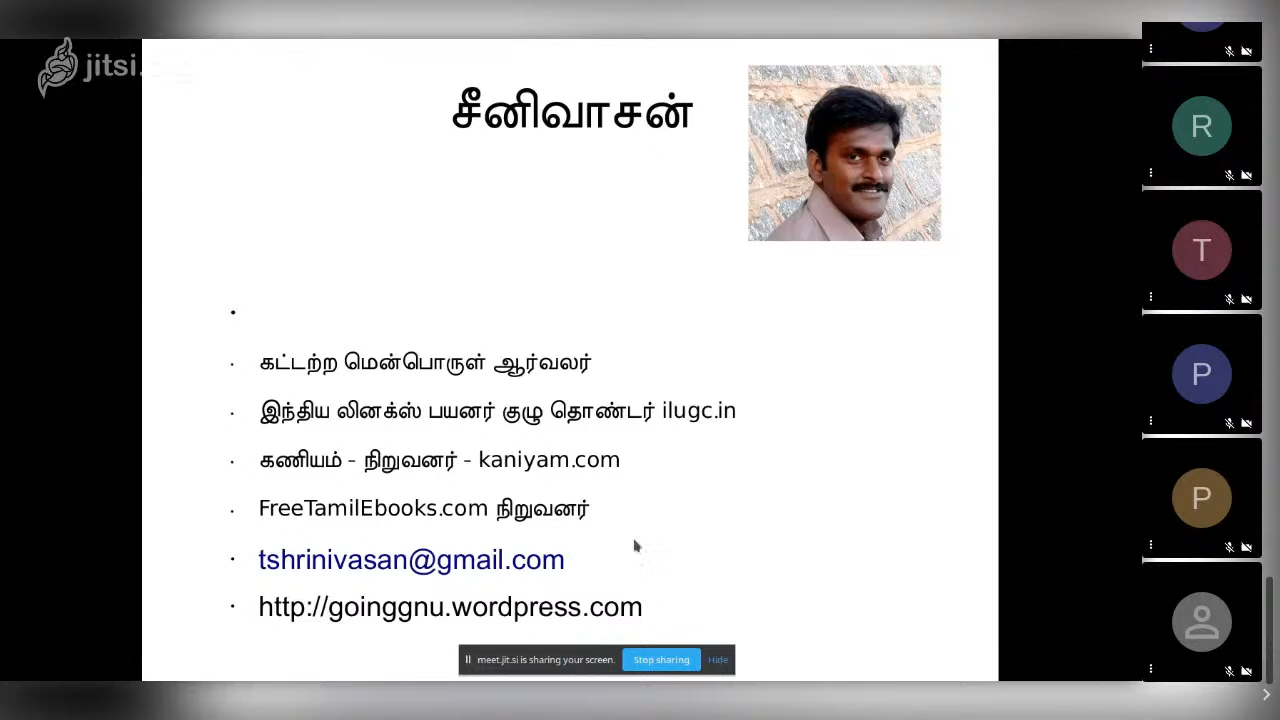 jitsi.
சீனிவாசன்
கட்டற்ற மென்பொருள் ஆர்வலர்
இந்திய லினக்ஸ் பயனர் குழு தொண்டர் ilugc.in
கணியம் - நிறுவனர் - kaniyam.com
FreeTamilEbooks.com நிறுவனர்
tshrinivasan@gmail.com
http://goinggnu.wordpress.com
meet.jit.si is sharing your screen. Stop sharing Hide
R
T
P
P